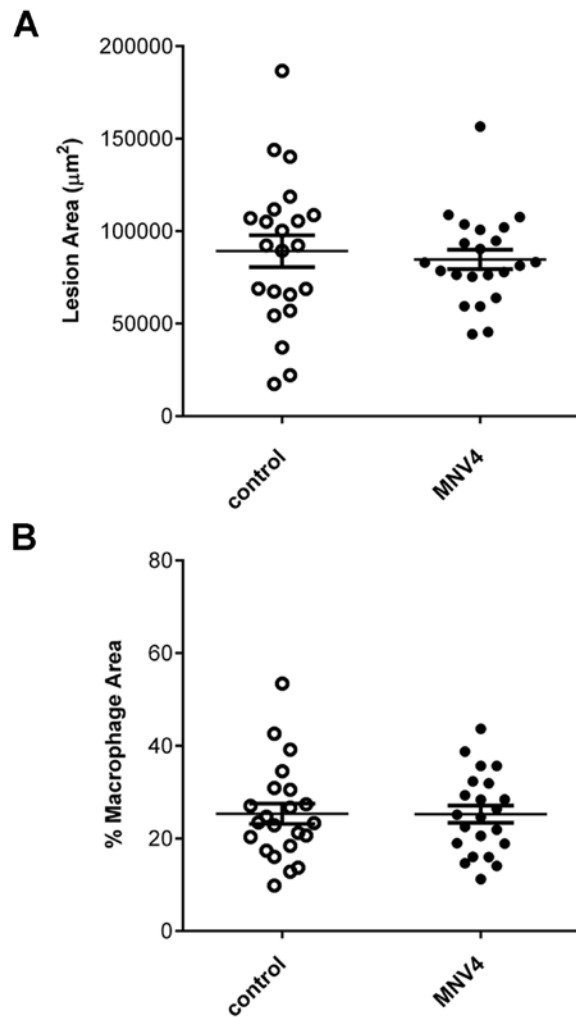 A
Lesion Area (μm²)
200000
150000
100000
50000
0
control
MNV4
B
% Macrophage Area
80
60
40
20
0
control
MNV4